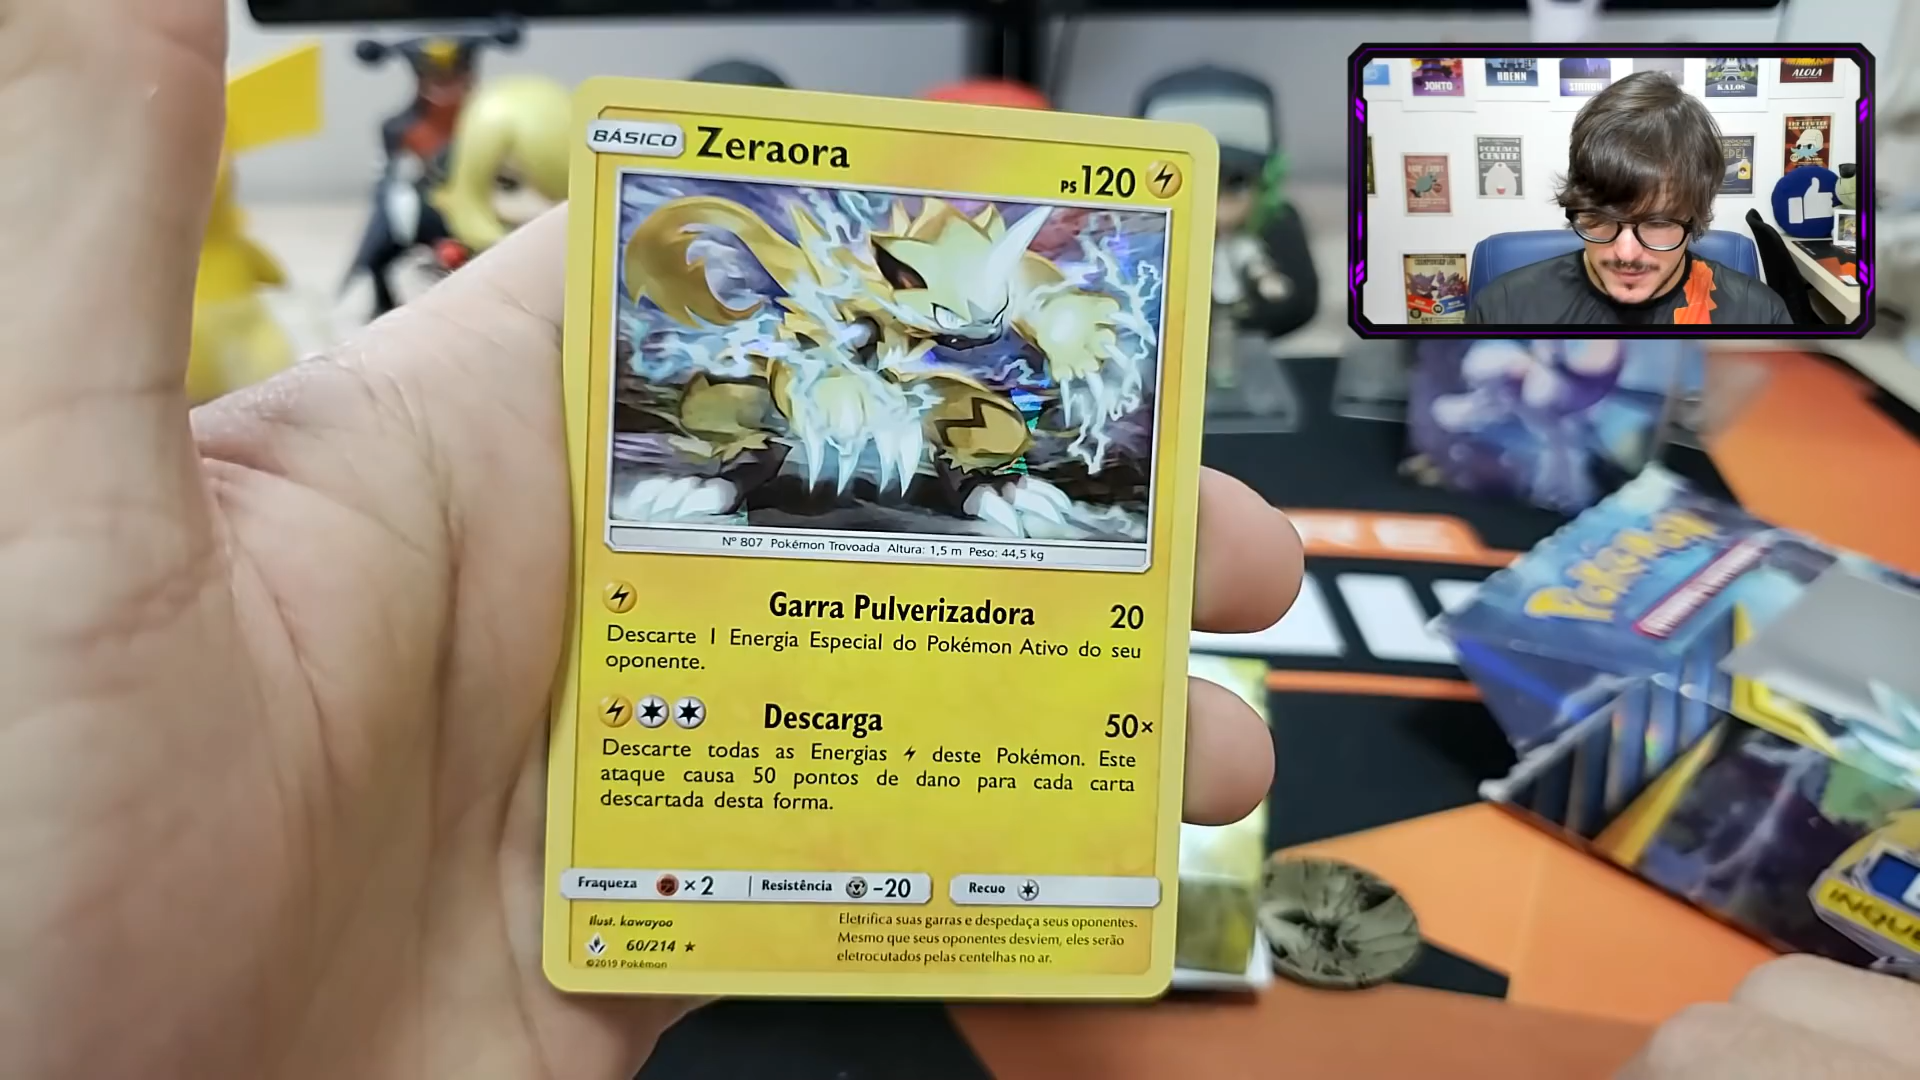 BÁSICO Zeraora PS 120
Nº 807 Pokémon Trovoada Altura: 1,5 m Peso: 44,5 kg
Garra Pulverizadora 20
Descarte 1 Energia Especial do Pokémon Ativo do seu
oponente.
Descarga 50×
Descarte todas as Energias deste Pokémon. Este
ataque causa 50 pontos de dano para cada carta
descartada desta forma.
Fraqueza ×2 Resistência -20 Recuo
Ilust. kawayoo
60/214
©2019 Pokémon
Eletrifica suas garras e despedaça seus oponentes.
Mesmo que seus oponentes desviem, eles serão
eletrocutados pelas centelhas no ar.
JOHTO
HOENN
KALOS
ALOLA
POKÉMON
CENTER
POKÉMON